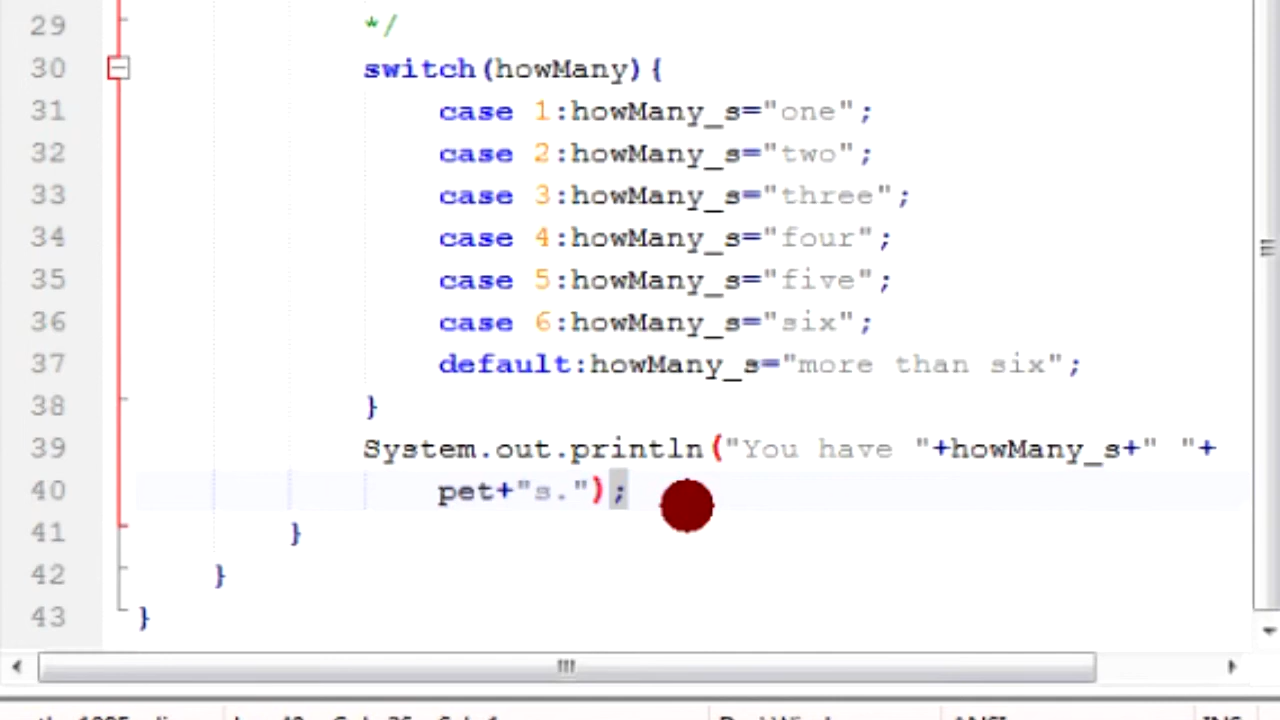 29 */
30 switch(howMany){
31 case 1:howMany_s="one";
32 case 2:howMany_s="two";
33 case 3:howMany_s="three";
34 case 4:howMany_s="four";
35 case 5:howMany_s="five";
36 case 6:howMany_s="six";
37 default:howMany_s="more than six";
38 }
39 System.out.println("You have "+howMany_s+" "+
40 pet+"s.");
41 }
42 }
43 }